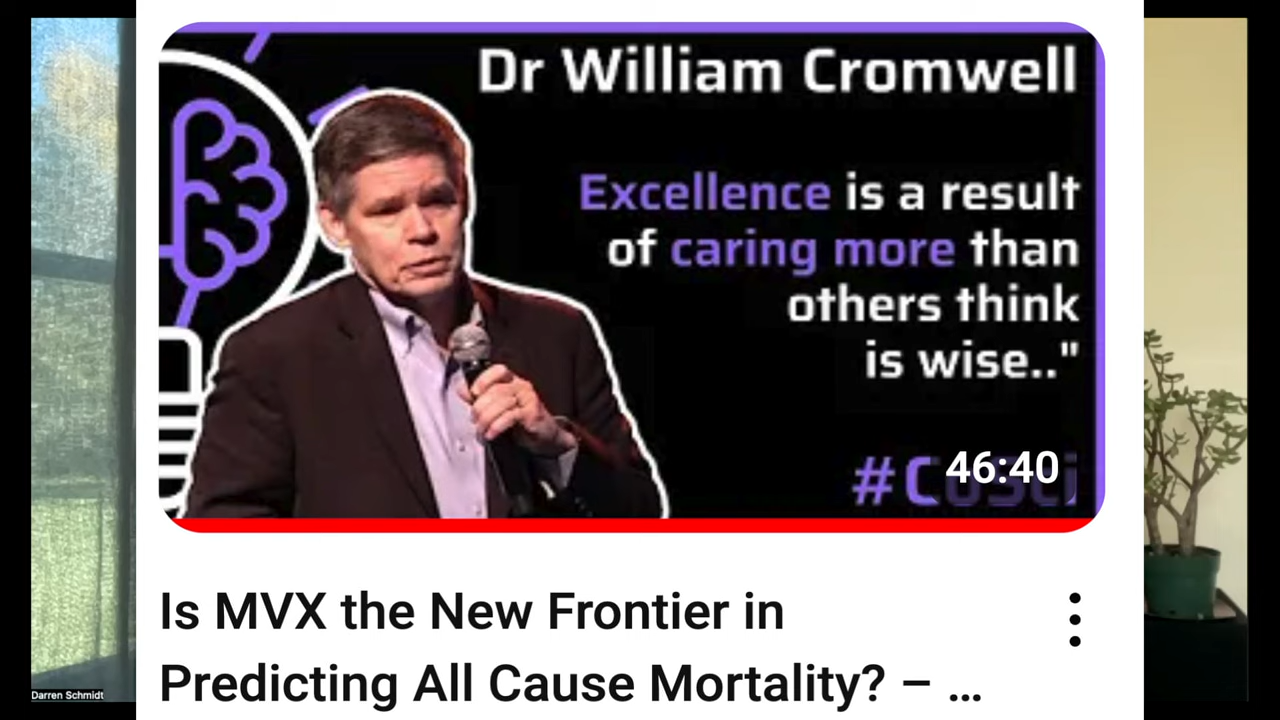 Dr William Cromwell
Excellence is a result
of caring more than
others think
is wise.."
46:40
Is MVX the New Frontier in
Predicting All Cause Mortality? – ...
Darren Schmidt